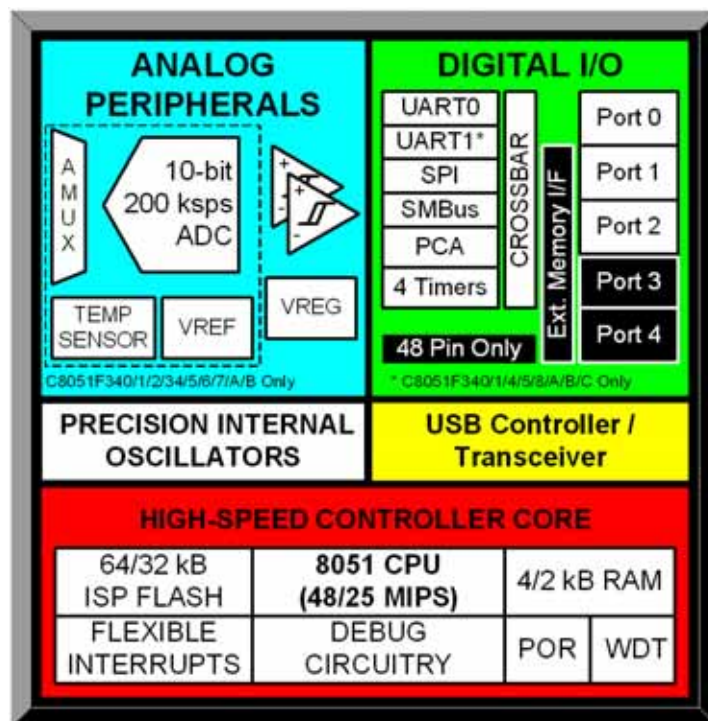 ANALOG
PERIPHERALS
AMUX
10-bit
200 ksps
ADC
+
-
+
-
TEMP
SENSOR
VREF
VREG
C8051F340/1/2/34/5/6/7/A/B Only
DIGITAL I/O
UART0
UART1*
SPI
SMBus
PCA
4 Timers
CROSSBAR
Ext. Memory I/F
Port 0
Port 1
Port 2
Port 3
Port 4
48 Pin Only
* C8051F340/1/4/5/8/A/B/C Only
PRECISION INTERNAL
OSCILLATORS
USB Controller /
Transceiver
HIGH-SPEED CONTROLLER CORE
64/32 kB
ISP FLASH
8051 CPU
(48/25 MIPS)
4/2 kB RAM
FLEXIBLE
INTERRUPTS
DEBUG
CIRCUITRY
POR
WDT